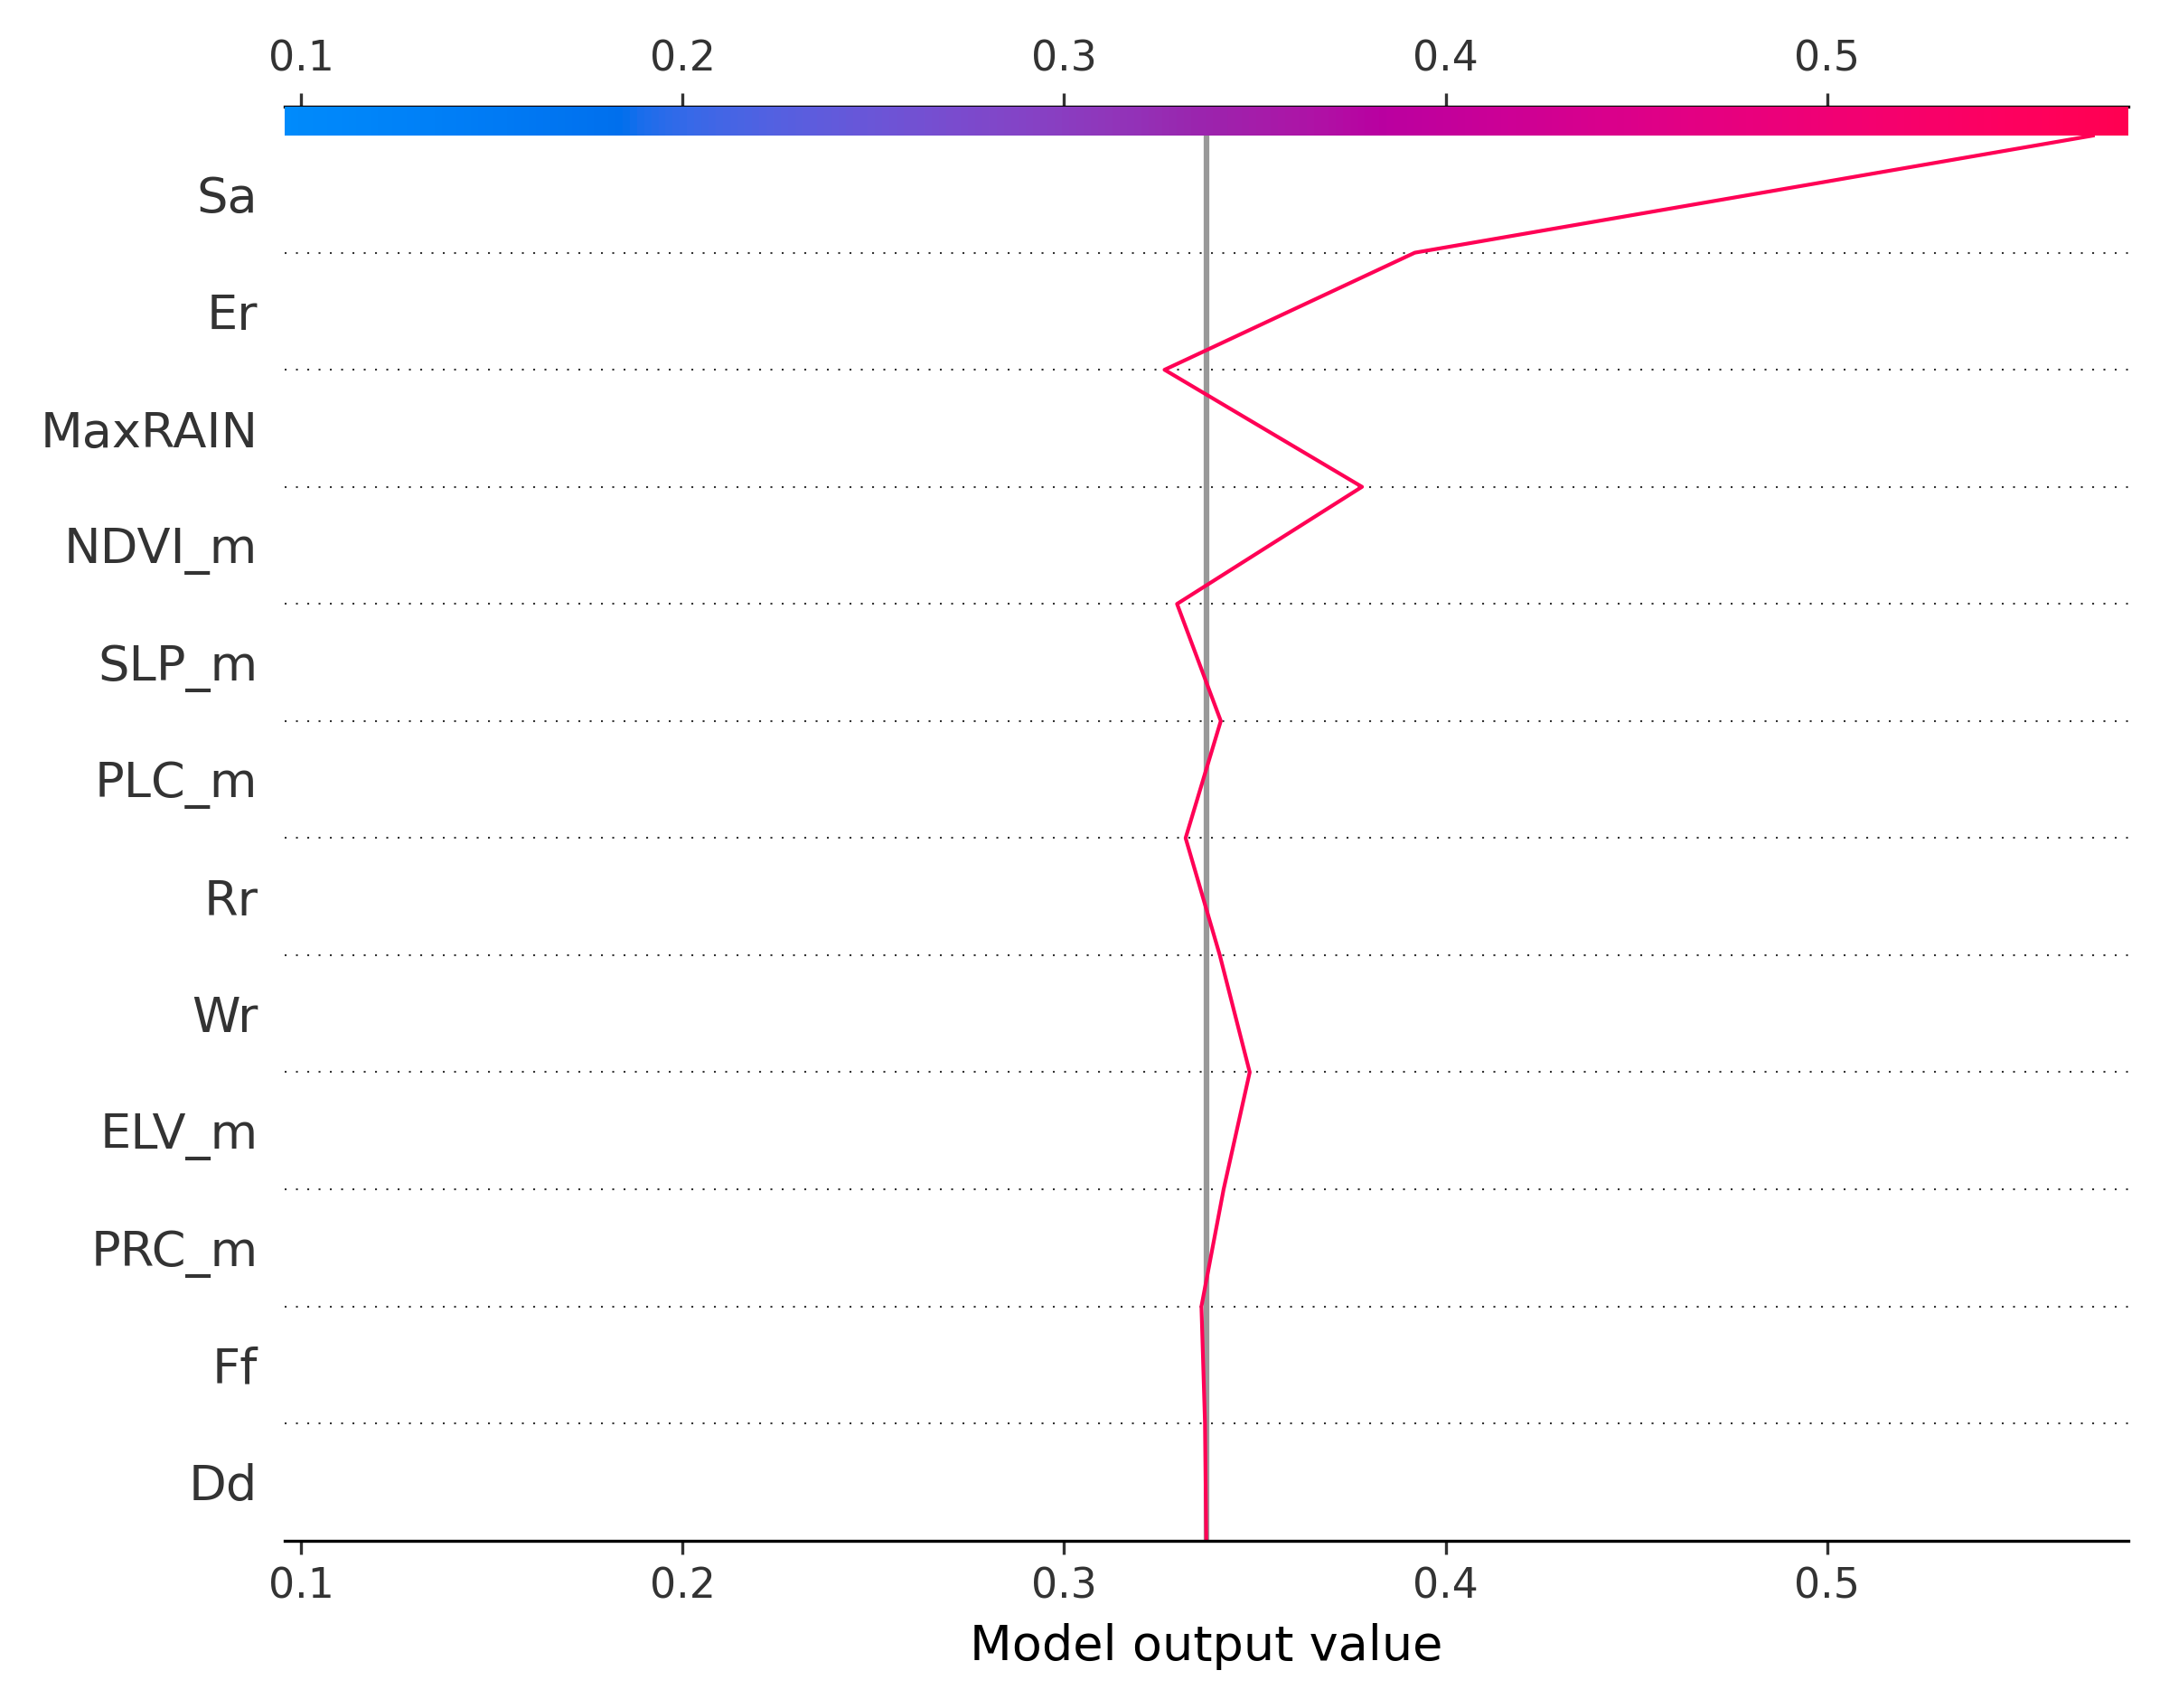 0.1 0.2 0.3 0.4 0.5
Sa
Er
MaxRAIN
NDVI_m
SLP_m
PLC_m
Rr
Wr
ELV_m
PRC_m
Ff
Dd
0.1 0.2 0.3 0.4 0.5
Model output value